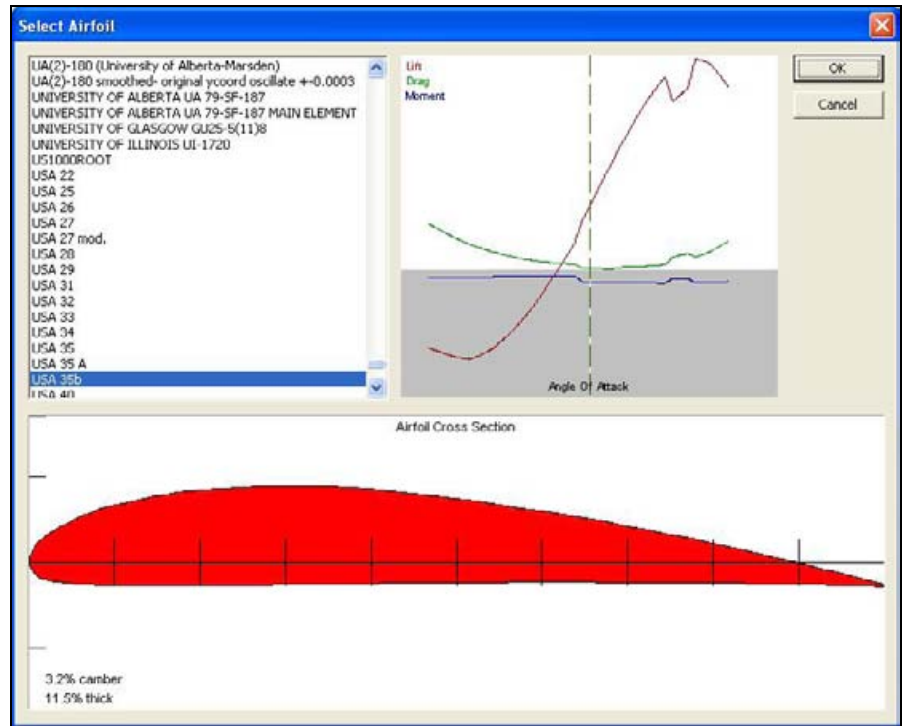 Select Airfoil
UA(2)-180 (University of Alberta-Marsden)
UA(2)-180 smoothed- original ycoord oscillate +-0.0003
UNIVERSITY OF ALBERTA UA 79-SF-187
UNIVERSITY OF ALBERTA UA 79-SF-187 MAIN ELEMENT
UNIVERSITY OF GLASGOW GU25-5(11)8
UNIVERSITY OF ILLINOIS UI-1720
US1000ROOT
USA 22
USA 25
USA 26
USA 27
USA 27 mod.
USA 28
USA 29
USA 31
USA 32
USA 33
USA 34
USA 35
USA 35 A
USA 35b
USA 40
Lift
Drag
Moment
Angle Of Attack
OK
Cancel
Airfoil Cross Section
3.2% camber
11.5% thick